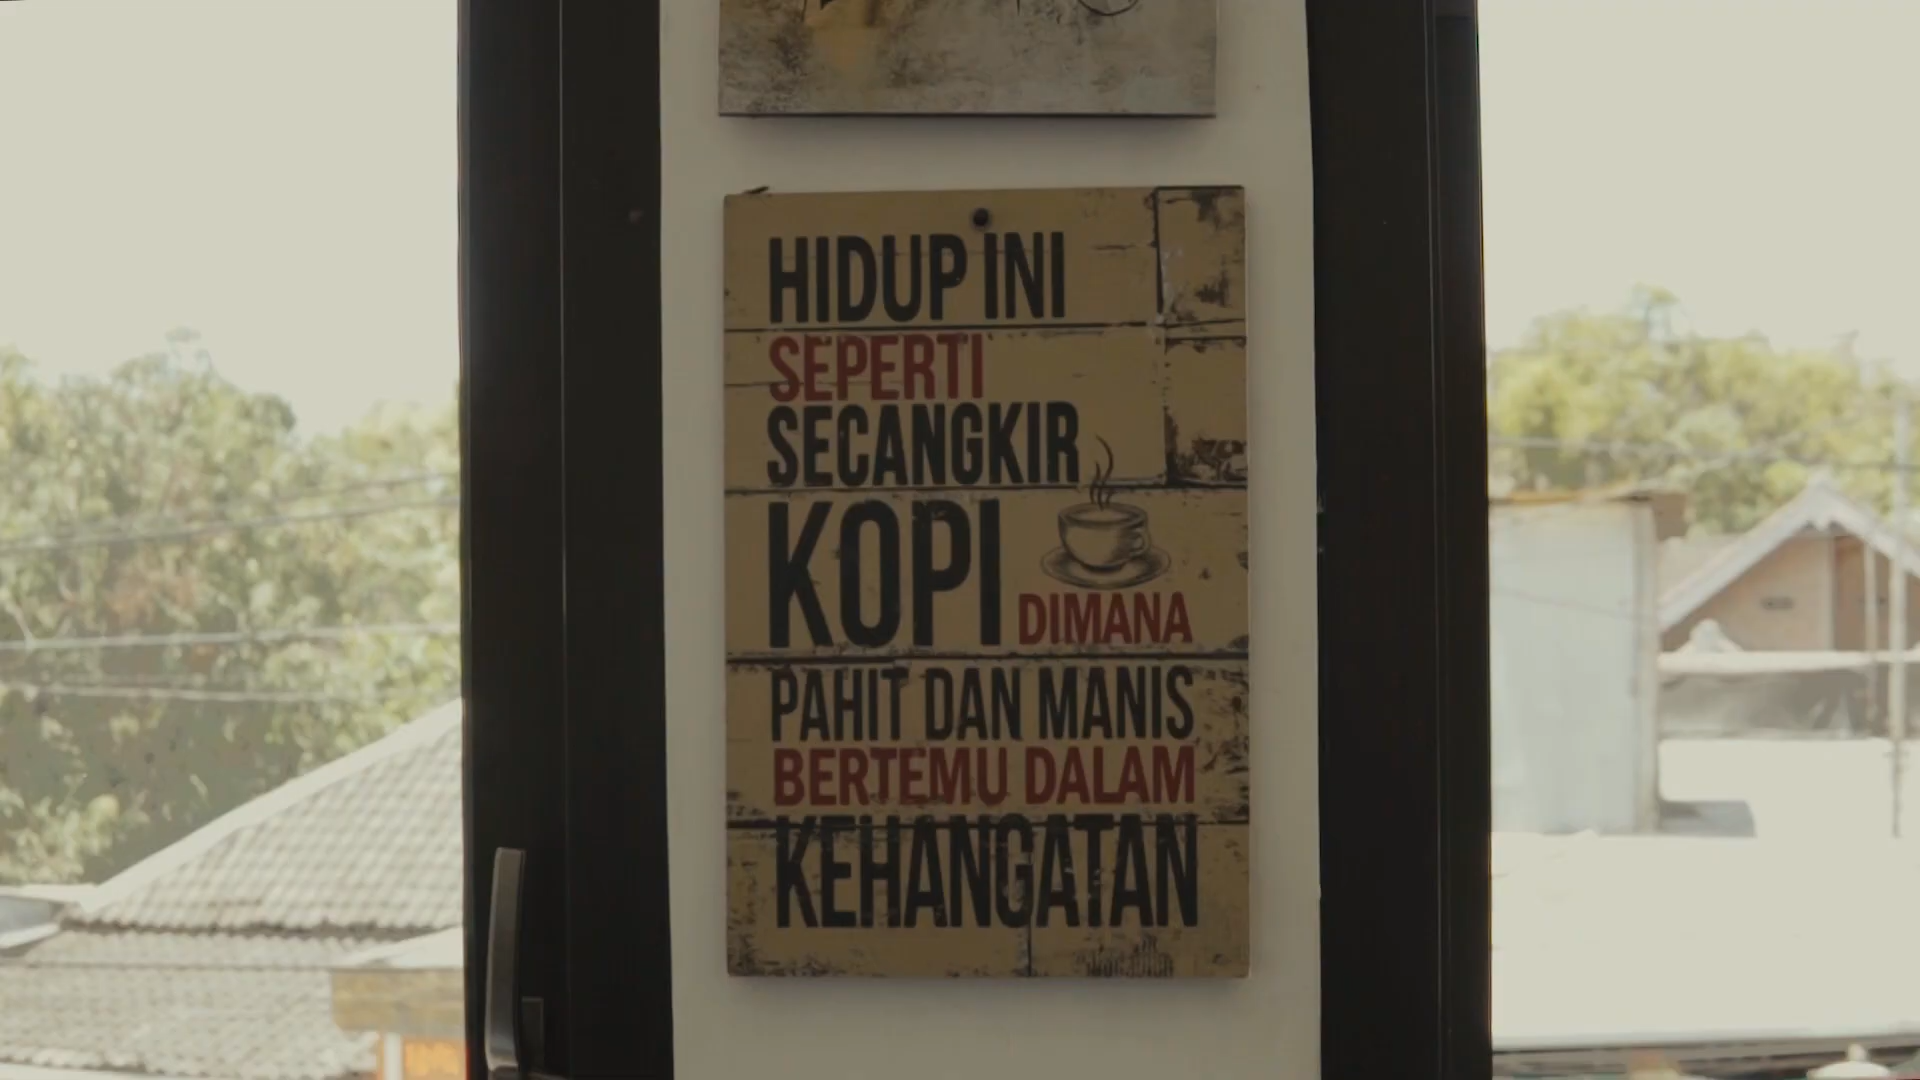 HIDUP INI
SEPERTI
SECANGKIR
KOPI DIMANA
PAHIT DAN MANIS
BERTEMU DALAM
KEHANGATAN